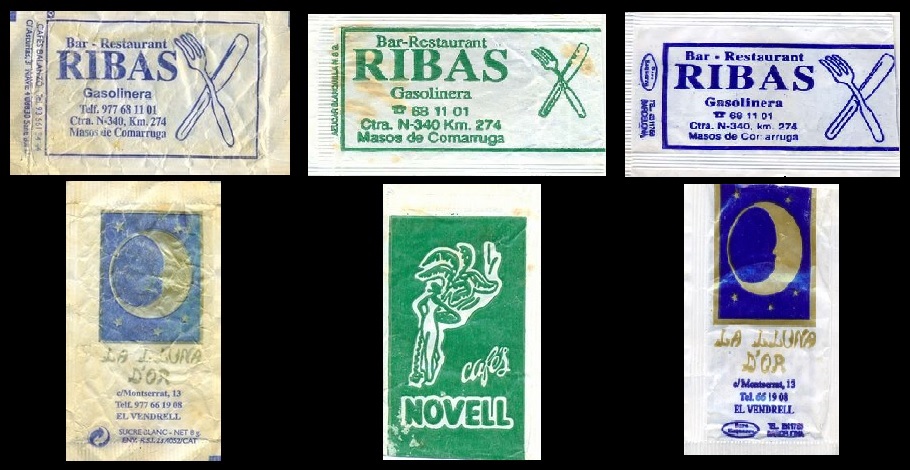 Bar - Restaurant
RIBAS
Gasolinera
Telf. 977 68 11 01
Ctra. N-340, Km. 274
Masos de Comarruga
Bar-Restaurant
RIBAS
Gasolinera
☎ 68 11 01
Ctra. N-340 Km. 274
Masos de Comarruga
Bar - Restaurant
RIBAS
Gasolinera
☎ 68 11 01
Ctra. N-340, km. 274
Masos de Comarruga
BARCELONA
LA LLUNA
D'OR
c/Montserrat, 13
Telf. 977 66 19 08
EL VENDRELL
SUCRE BLANC - NET 8 g.
cafés
NOVELL
LA LLUNA
D'OR
c/Montserrat, 13
Tel. 66 19 08
EL VENDRELL
BARCELONA